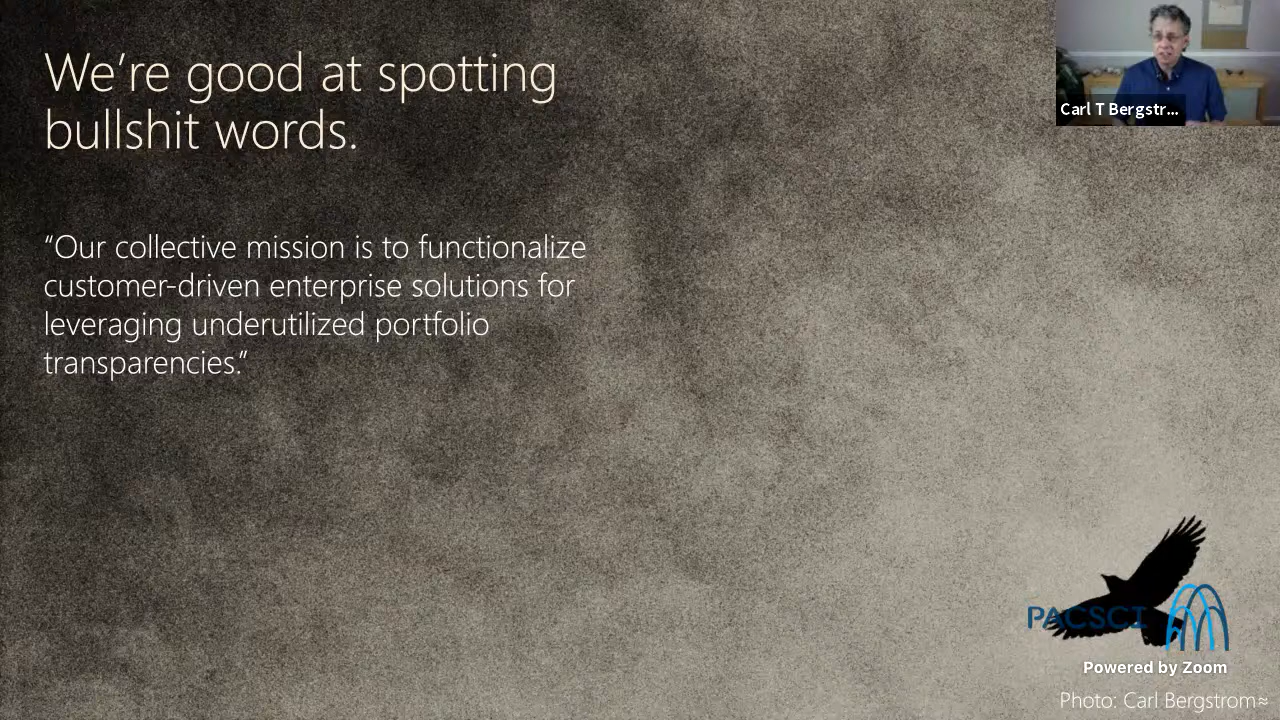 We're good at spotting
bullshit words.
“Our collective mission is to functionalize
customer-driven enterprise solutions for
leveraging underutilized portfolio
transparencies.”
Carl T Bergstr...
PACSCI
Powered by Zoom
Photo: Carl Bergstrom≈